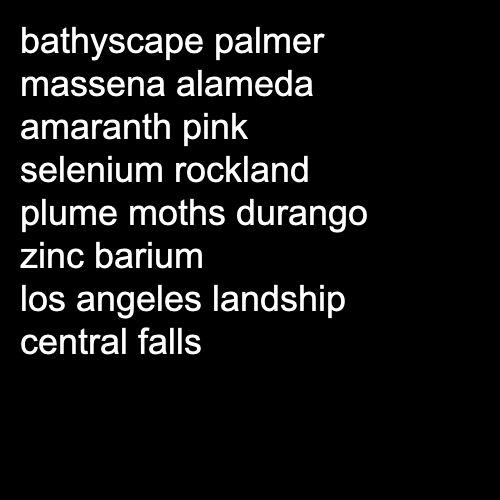 bathyscape palmer
massena alameda
amaranth pink
selenium rockland
plume moths durango
zinc barium
los angeles landship
central falls